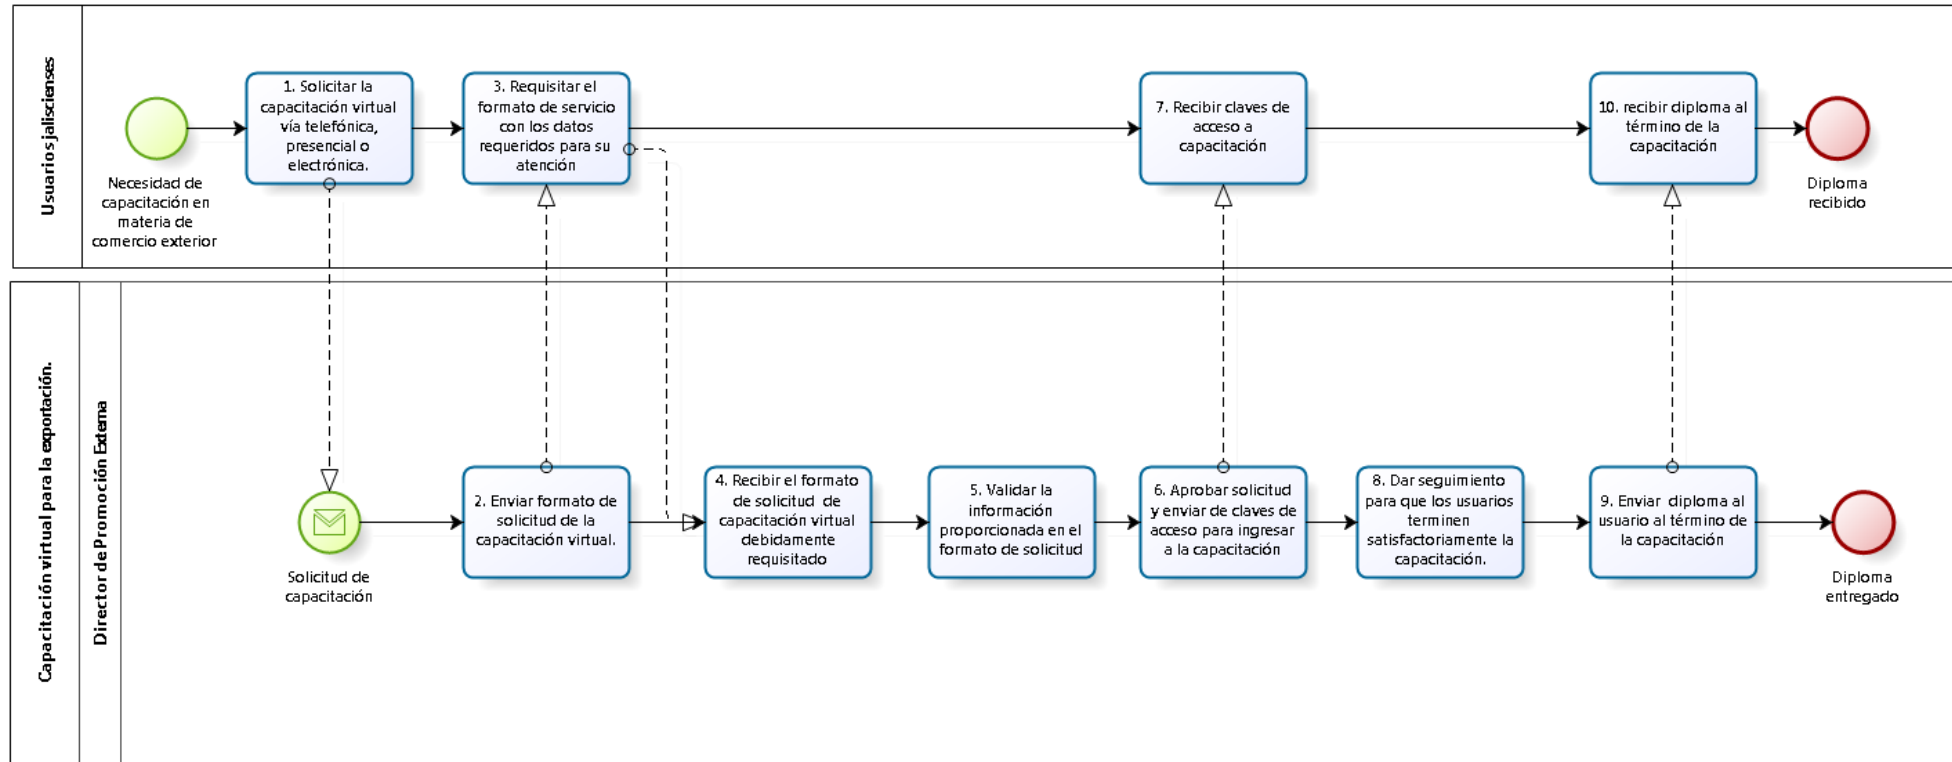 Usuarios jaliscienses
1. Solicitar la
capacitación virtual
vía telefónica,
presencial o
electrónica.
3. Requisitar el
formato de servicio
con los datos
requeridos para su
atención
7. Recibir claves de
acceso a
capacitación
10. recibir diploma al
término de la
capacitación
Necesidad de
capacitación en
materia de
comercio exterior
Diploma
recibido
Capacitación virtual para la exportación.
Director de Promoción Externa
Solicitud de
capacitación
2. Enviar formato de
solicitud de la
capacitación virtual.
4. Recibir el formato
de solicitud de
capacitación virtual
debidamente
requisitado
5. Validar la
información
proporcionada en el
formato de solicitud
6. Aprobar solicitud
y enviar de claves de
acceso para ingresar
a la capacitación
8. Dar seguimiento
para que los usuarios
terminen
satisfactoriamente la
capacitación.
9. Enviar diploma al
usuario al término de
la capacitación
Diploma
entregado